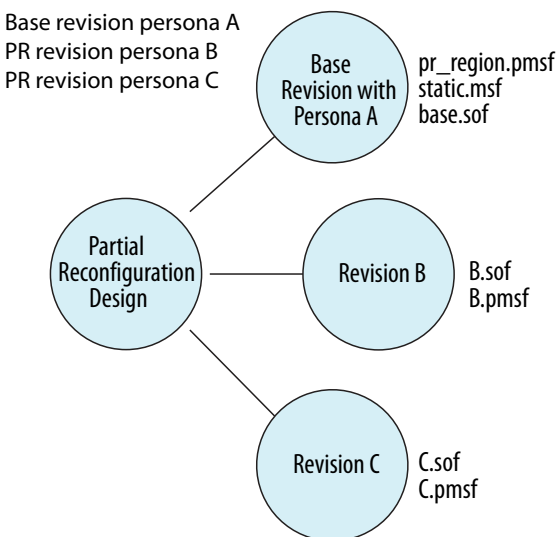 Base revision persona A
PR revision persona B
PR revision persona C
Base
Revision with
Persona A
pr_region.pmsf
static.msf
base.sof
Partial
Reconfiguration
Design
Revision B
B.sof
B.pmsf
Revision C
C.sof
C.pmsf